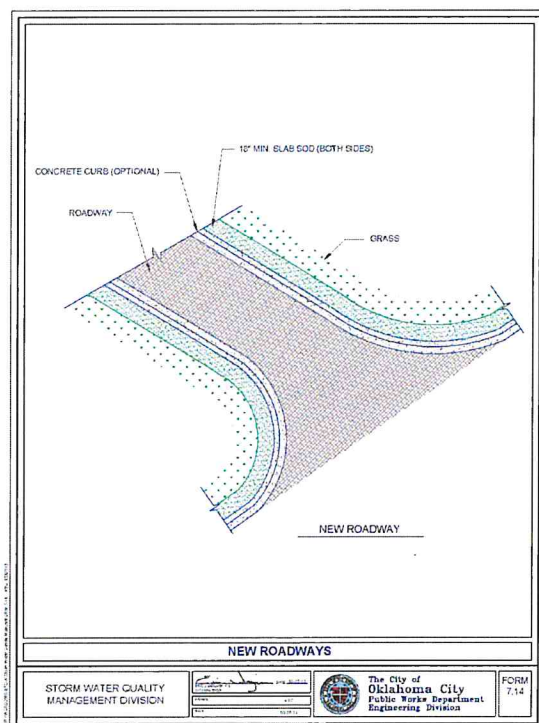 18" MIN. SLAB SOD (BOTH SIDES)
CONCRETE CURB (OPTIONAL)
ROADWAY
GRASS
NEW ROADWAY
NEW ROADWAYS
STORM WATER QUALITY
MANAGEMENT DIVISION
The City of
Oklahoma City
Public Works Department
Engineering Division
FORM
7.14